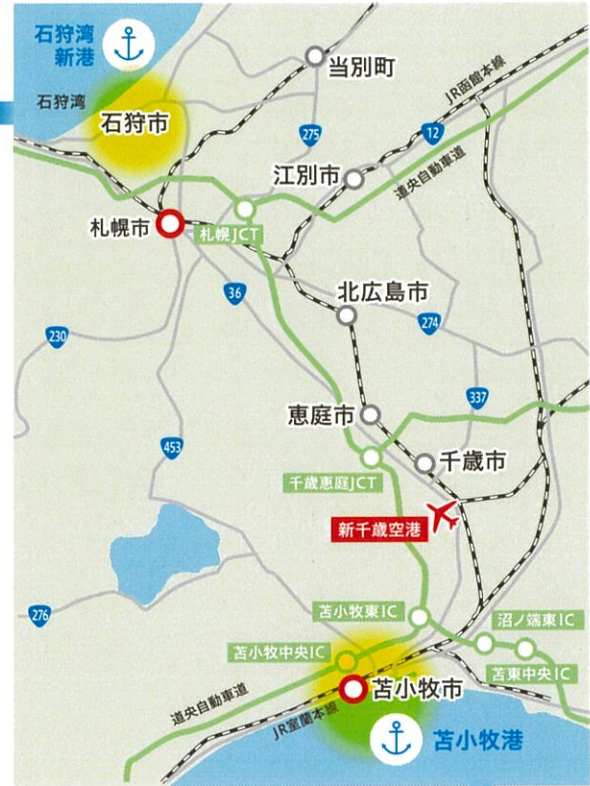 石狩湾
新港
石狩湾
石狩市
当別町
JR函館本線
275
12
江別市
道央自動車道
札幌市
札幌JCT
36
北広島市
230
274
337
恵庭市
453
千歳市
千歳恵庭JCT
新千歳空港
276
苫小牧東IC
沼ノ端東IC
苫小牧中央IC
苫東中央IC
苫小牧市
道央自動車道
JR室蘭本線
苫小牧港